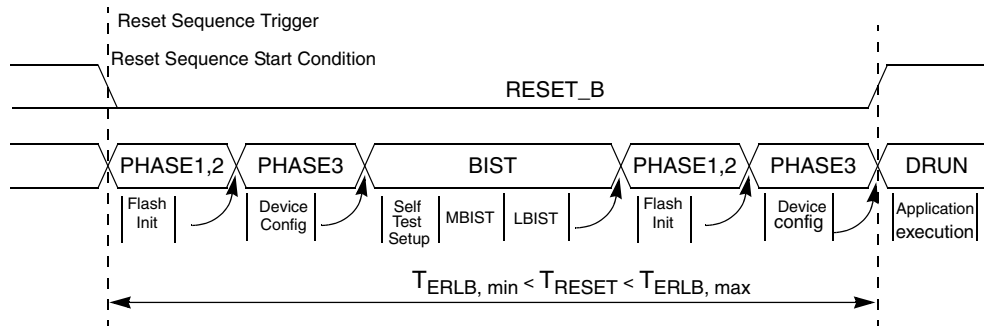 Reset Sequence Trigger
Reset Sequence Start Condition
RESET_B
PHASE1,2
PHASE3
BIST
PHASE1,2
PHASE3
DRUN
Flash
Init
Device
Config
Self
Test
Setup
MBIST
LBIST
Flash
Init
Device
config
Application
execution
TERLB, min < TRESET < TERLB, max